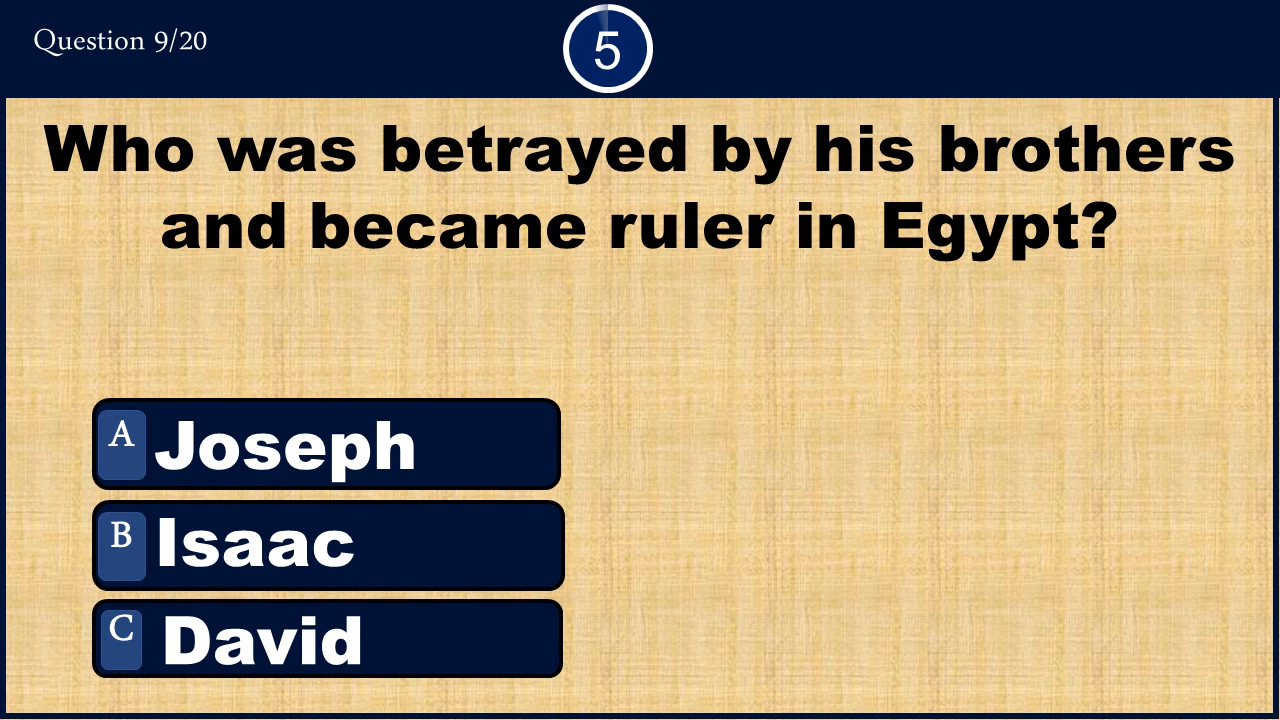 Question 9/20
5
Who was betrayed by his brothers
and became ruler in Egypt?
A Joseph
B Isaac
C David